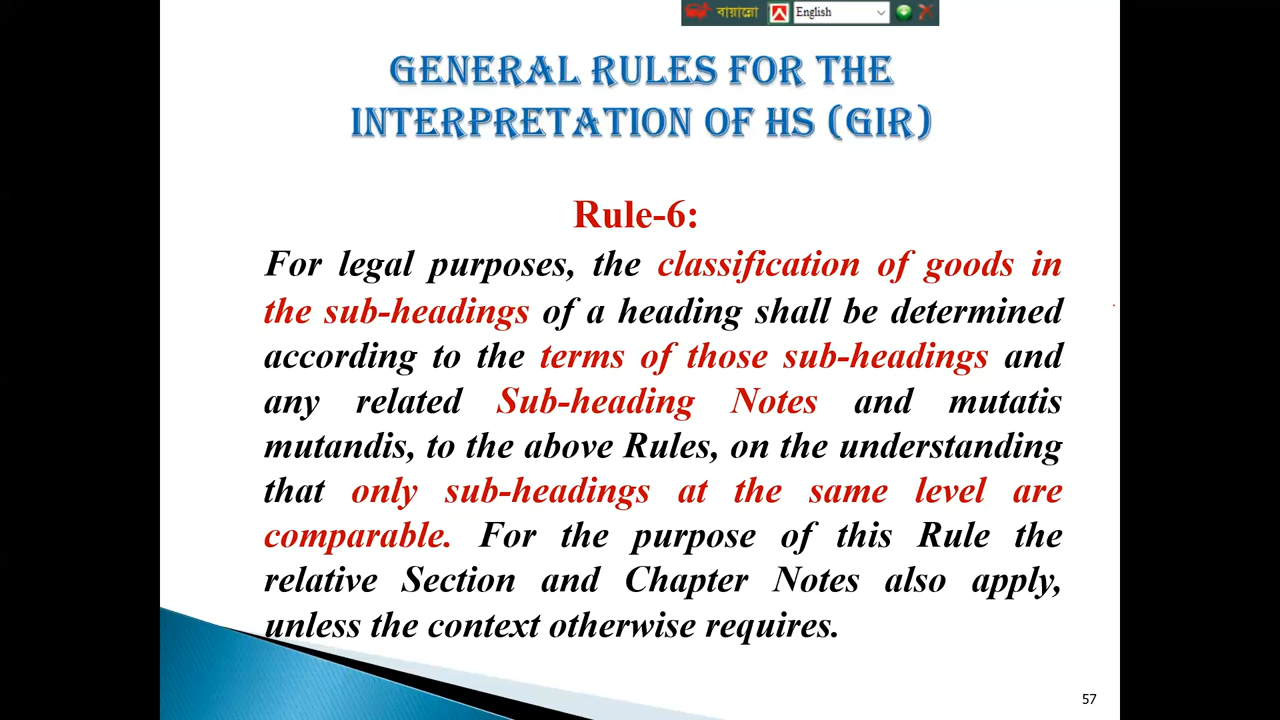 বায়ান্নো English
GENERAL RULES FOR THE
INTERPRETATION OF HS (GIR)
Rule-6:
For legal purposes, the classification of goods in
the sub-headings of a heading shall be determined
according to the terms of those sub-headings and
any related Sub-heading Notes and mutatis
mutandis, to the above Rules, on the understanding
that only sub-headings at the same level are
comparable. For the purpose of this Rule the
relative Section and Chapter Notes also apply,
unless the context otherwise requires.
57